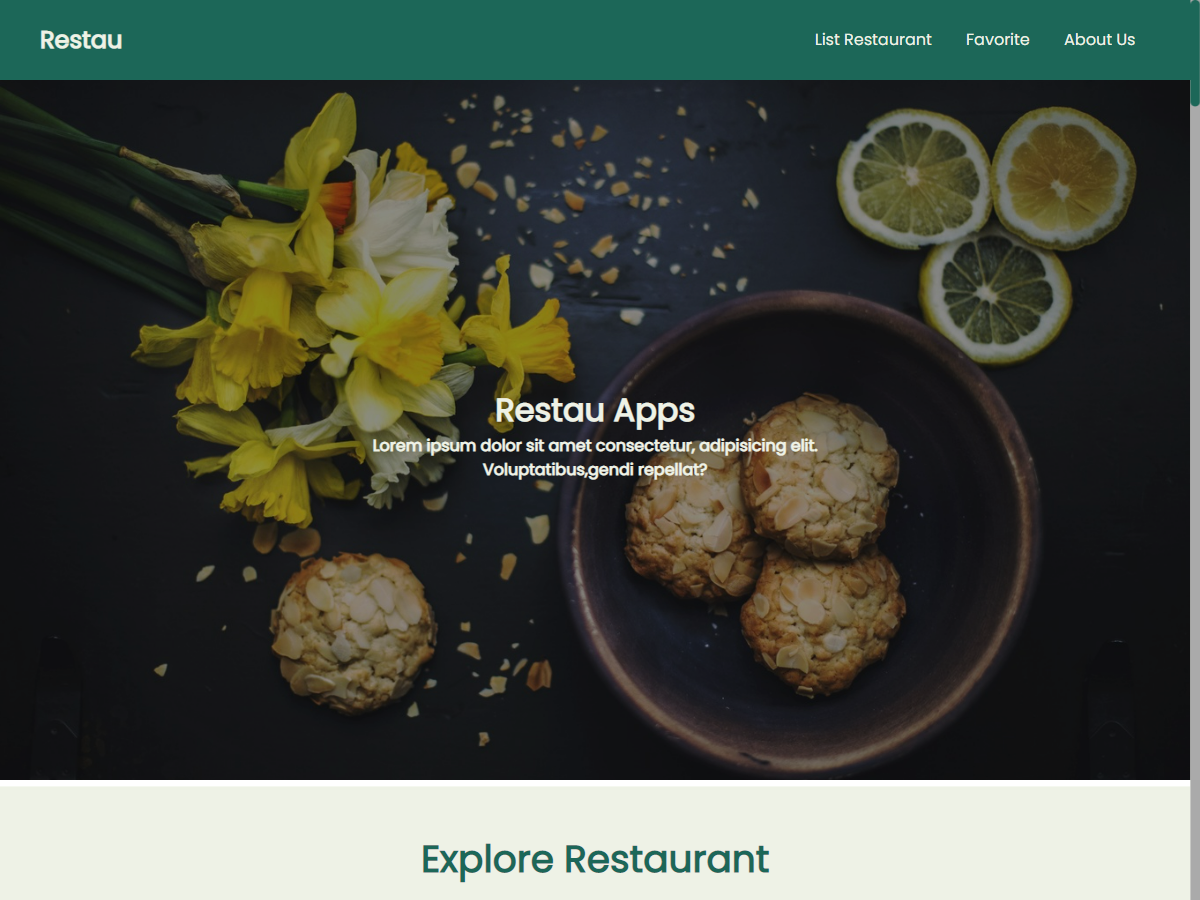 Restau
List Restaurant
Favorite
About Us
Restau Apps
Lorem ipsum dolor sit amet consectetur, adipisicing elit.
Voluptatibus,gendi repellat?
Explore Restaurant